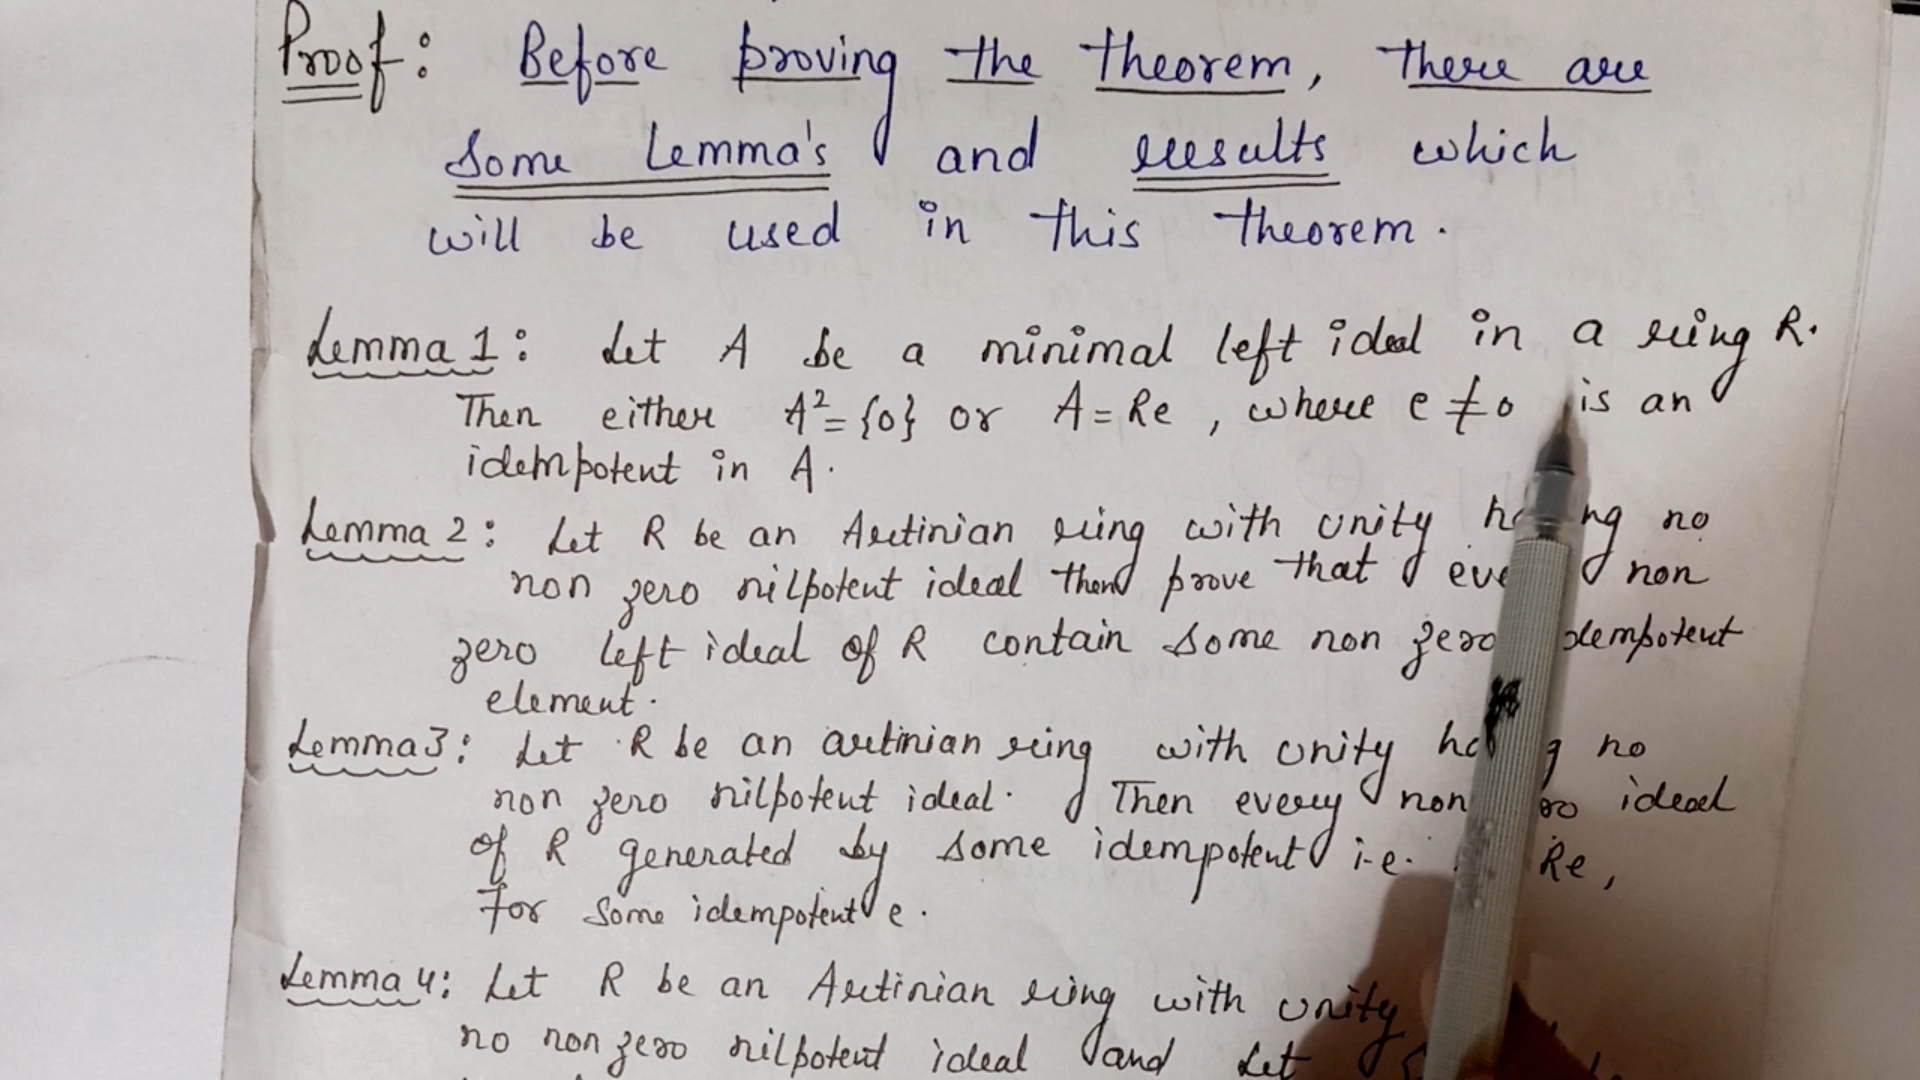 Proof: Before proving the theorem, there are
some Lemma's and results which
will be used in this theorem.
Lemma 1: Let A be a minimal left ideal in a ring R.
Then either A² = {0} or A = Re, where e ≠ 0 is an
idempotent in A.
Lemma 2: Let R be an Artinian ring with unity no
non zero nilpotent ideal then prove that non
zero left ideal of R contain some non zero
element.
Lemma 3: Let R be an artinian ring with unity no
non zero nilpotent ideal. Then every non ideal
of R generated by some idempotent i.e. Re,
for some idempotent e.
Lemma 4: Let R be an Artinian ring with unity
no non zero nilpotent ideal and Let